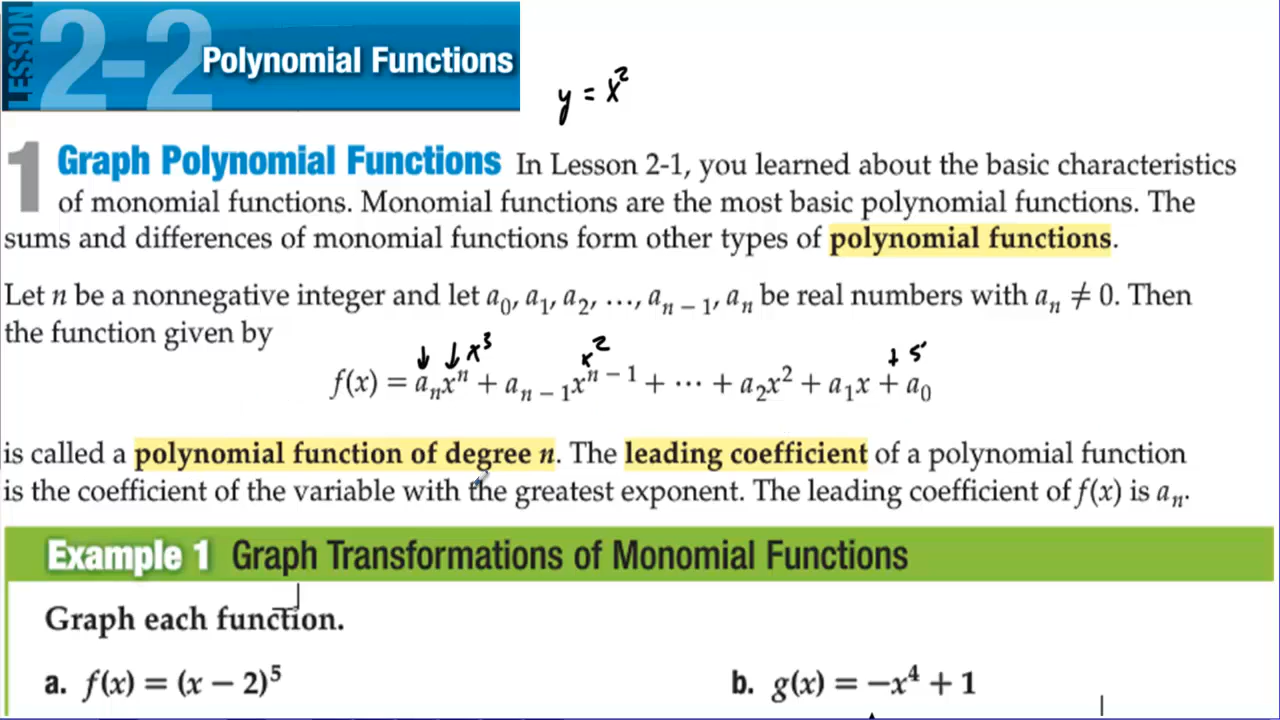 LESSON 2-2 Polynomial Functions
y = x²
1 Graph Polynomial Functions In Lesson 2-1, you learned about the basic characteristics
of monomial functions. Monomial functions are the most basic polynomial functions. The
sums and differences of monomial functions form other types of polynomial functions.
Let n be a nonnegative integer and let a₀, a₁, a₂, …, aₙ₋₁, aₙ be real numbers with aₙ ≠ 0. Then
the function given by
↓ ↓ x³ x² + 5
f(x) = aₙxⁿ + aₙ₋₁xⁿ⁻¹ + ⋯ + a₂x² + a₁x + a₀
is called a polynomial function of degree n. The leading coefficient of a polynomial function
is the coefficient of the variable with the greatest exponent. The leading coefficient of f(x) is aₙ.
Example 1 Graph Transformations of Monomial Functions
Graph each function.
a. f(x) = (x − 2)⁵ b. g(x) = −x⁴ + 1